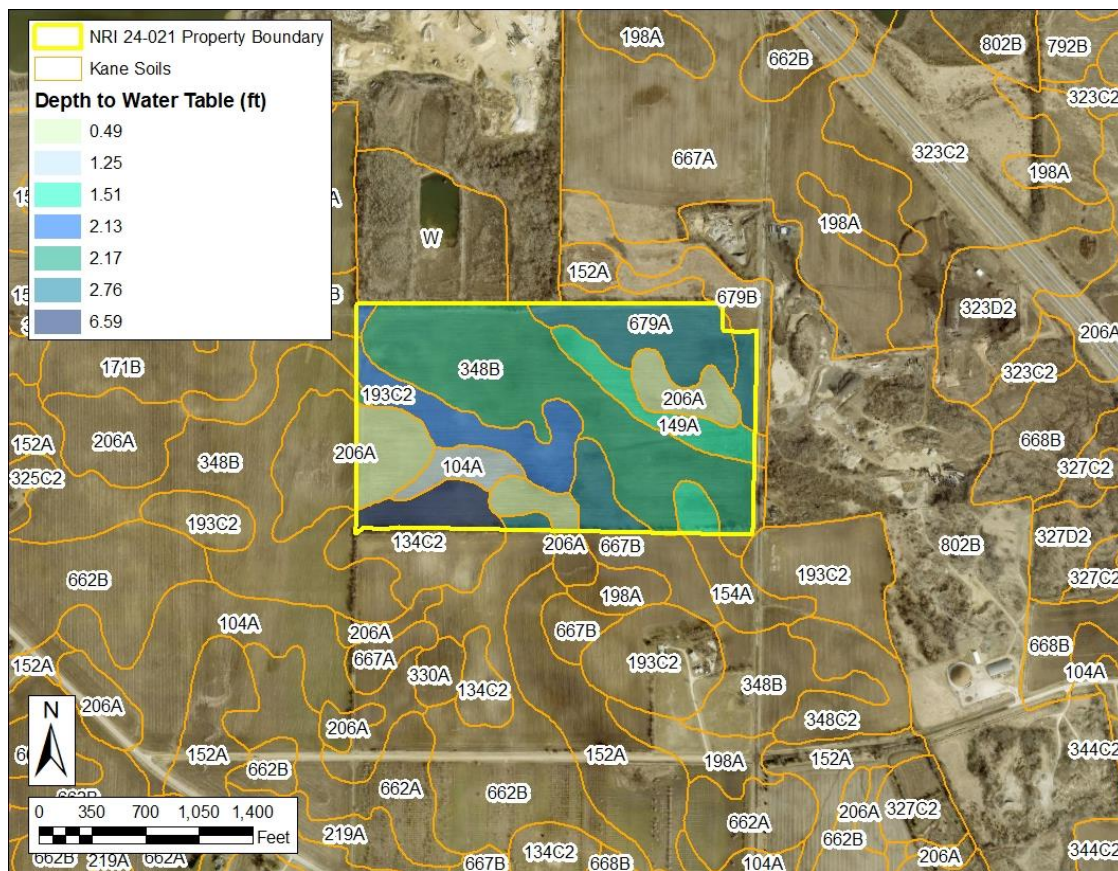 NRI 24-021 Property Boundary
Kane Soils
Depth to Water Table (ft)
0.49
1.25
1.51
2.13
2.17
2.76
6.59
198A
662B
802B
792B
323C2
667A
323C2
198A
198A
W
152A
679B
323D2
206A
679A
171B
348B
323C2
193C2
206A
668B
206A
149A
152A
206A
104A
327C2
325C2
348B
193C2
134C2
206A
667B
802B
327D2
662B
198A
154A
193C2
327C2
104A
206A
667B
667A
330A
134C2
193C2
668B
104A
152A
348B
206A
206A
348C2
344C2
152A
152A
198A
152A
662B
662A
662B
662A
206A
327C2
662B
219A
662B
219A
662A
667B
134C2
668B
104A
206A
344C2
N
0 350 700 1,050 1,400
Feet